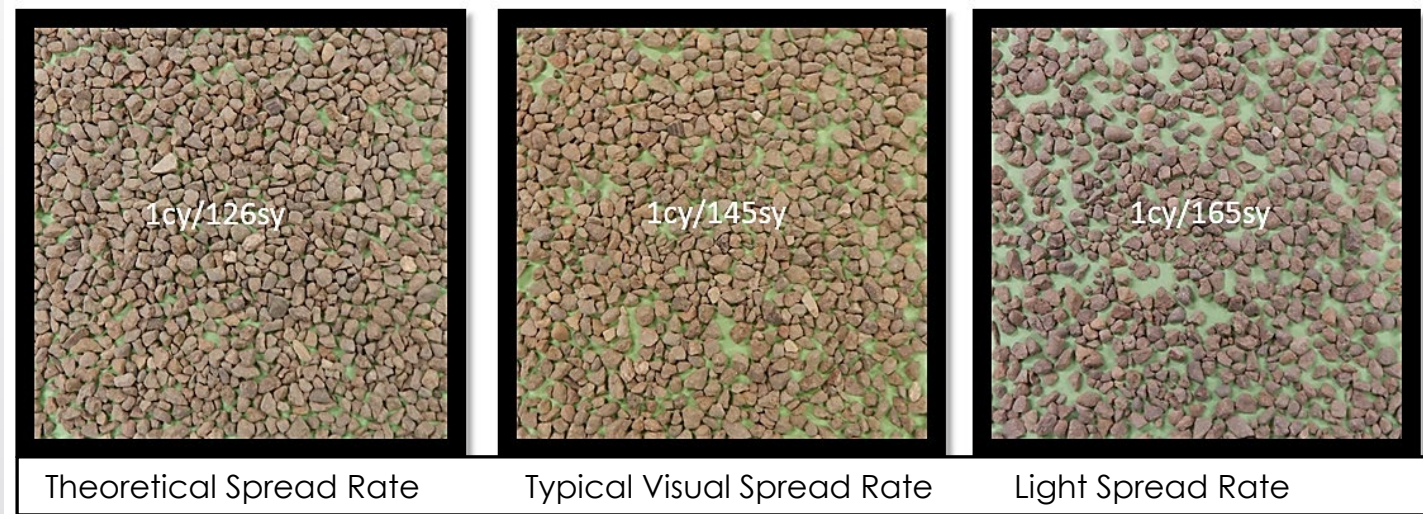 1cy/126sy
1cy/145sy
1cy/165sy
Theoretical Spread Rate
Typical Visual Spread Rate
Light Spread Rate